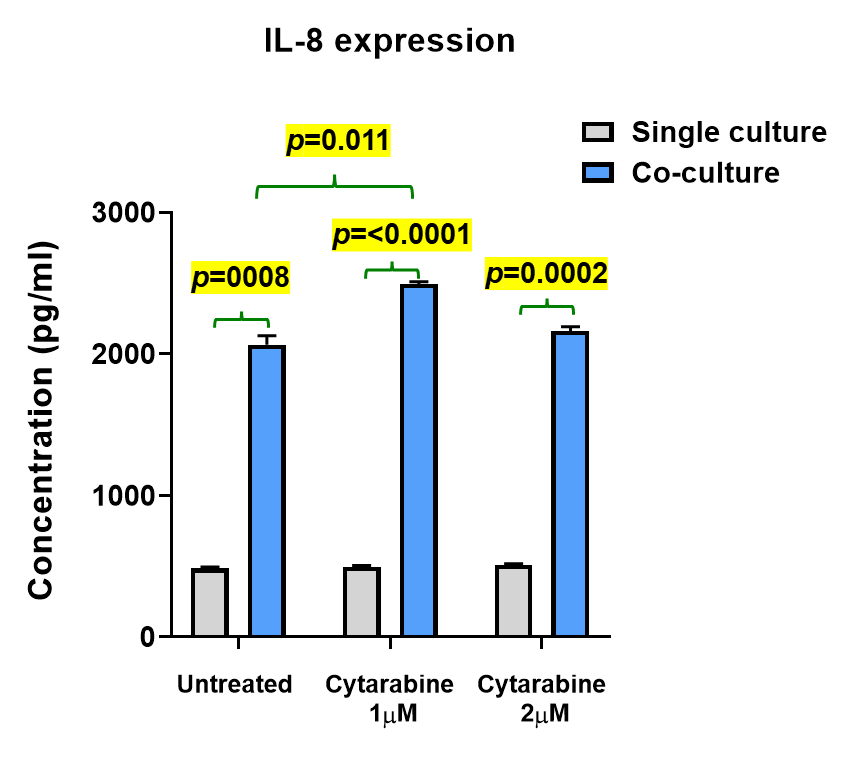 IL-8 expression
Single culture
Co-culture
p=0.011
p=<0.0001
p=0008
p=0.0002
Concentration (pg/ml)
3000
2000
1000
0
Untreated
Cytarabine
1μM
Cytarabine
2μM